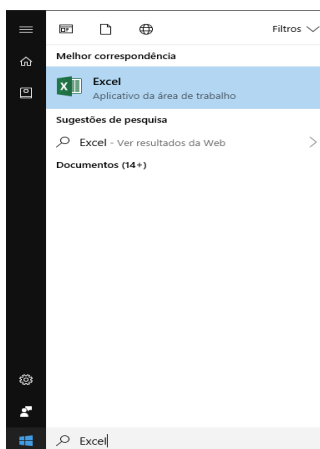 Filtros
Melhor correspondência
Excel
Aplicativo da área de trabalho
Sugestões de pesquisa
Excel - Ver resultados da Web
Documentos (14+)
Excel